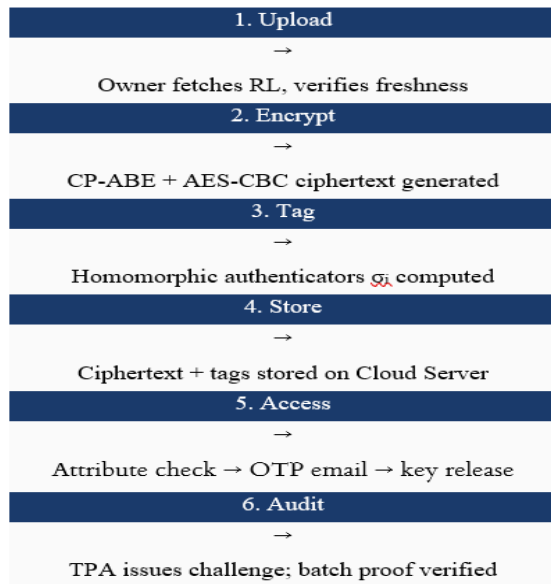 1. Upload
→
Owner fetches RL, verifies freshness
2. Encrypt
→
CP-ABE + AES-CBC ciphertext generated
3. Tag
→
Homomorphic authenticators σᵢ computed
4. Store
→
Ciphertext + tags stored on Cloud Server
5. Access
→
Attribute check → OTP email → key release
6. Audit
→
TPA issues challenge; batch proof verified